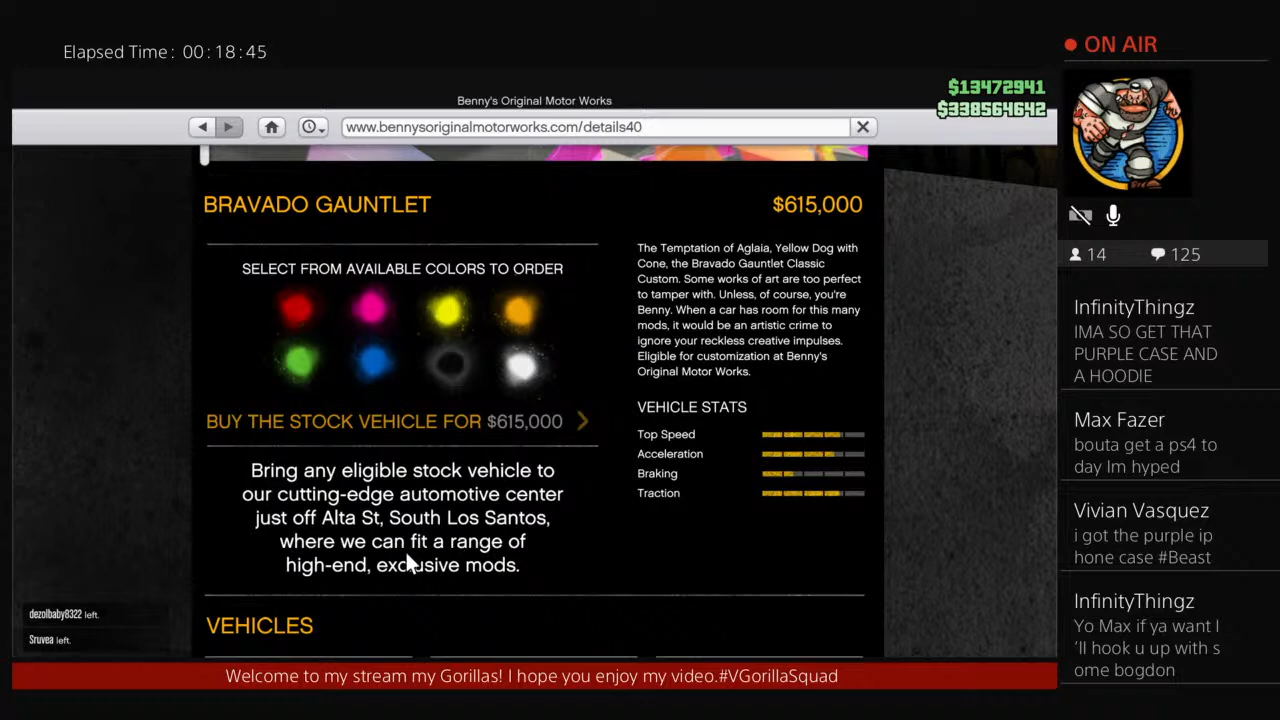 Elapsed Time: 00:18:45
ON AIR
$13472941
$338564642
Benny's Original Motor Works
www.bennysoriginalmotorworks.com/details40
BRAVADO GAUNTLET
$615,000
SELECT FROM AVAILABLE COLORS TO ORDER
BUY THE STOCK VEHICLE FOR $615,000
Bring any eligible stock vehicle to
our cutting-edge automotive center
just off Alta St, South Los Santos,
where we can fit a range of
high-end, exclusive mods.
The Temptation of Aglaia, Yellow Dog with
Cone, the Bravado Gauntlet Classic
Custom. Some works of art are too perfect
to tamper with. Unless, of course, you're
Benny. When a car has room for this many
mods, it would be an artistic crime to
ignore your reckless creative impulses.
Eligible for customization at Benny's
Original Motor Works.
VEHICLE STATS
Top Speed
Acceleration
Braking
Traction
VEHICLES
dezolbaby8322 left.
Sruvea left.
Welcome to my stream my Gorillas! I hope you enjoy my video.#VGorillaSquad
14
125
InfinityThingz
IMA SO GET THAT
PURPLE CASE AND
A HOODIE
Max Fazer
bouta get a ps4 to
day Im hyped
Vivian Vasquez
i got the purple ip
hone case #Beast
InfinityThingz
Yo Max if ya want I
'll hook u up with s
ome bogdon